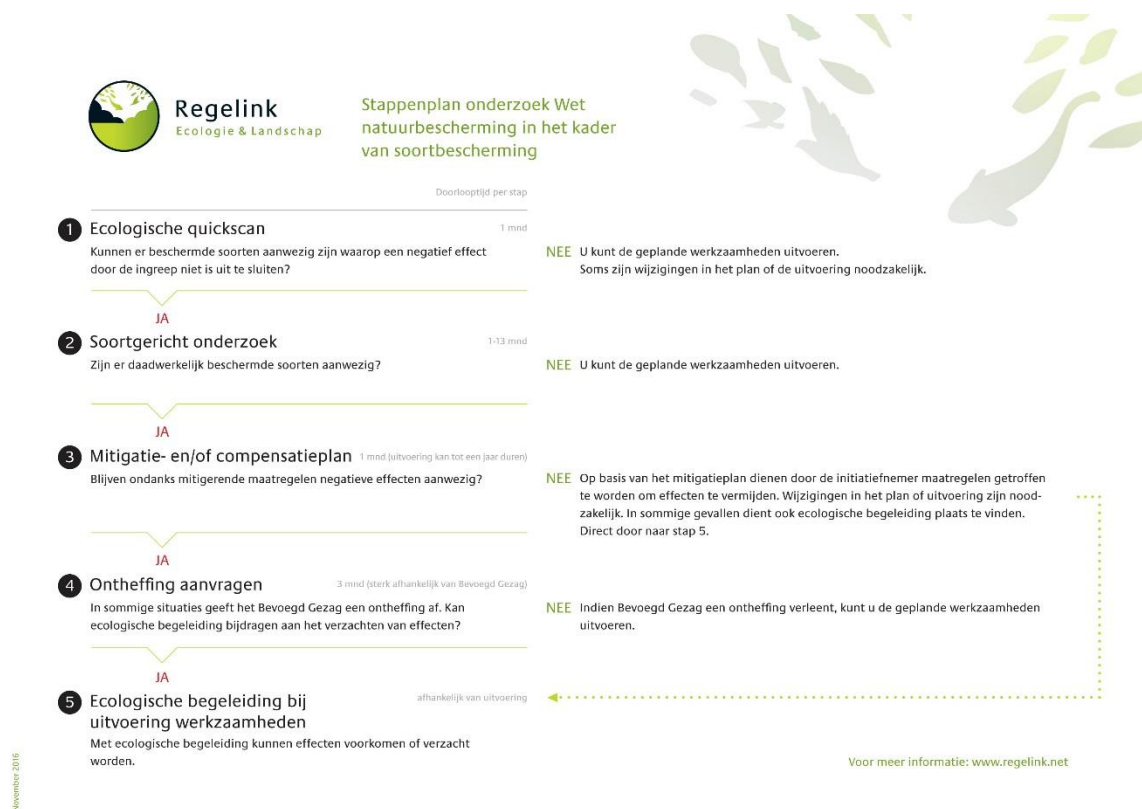 Regelink
Ecologie & Landschap
Stappenplan onderzoek Wet
natuurbescherming in het kader
van soortbescherming
Doorlooptijd per stap
1 Ecologische quickscan 1 mnd
Kunnen er beschermde soorten aanwezig zijn waarop een negatief effect
door de ingreep niet is uit te sluiten?
NEE U kunt de geplande werkzaamheden uitvoeren.
Soms zijn wijzigingen in het plan of de uitvoering noodzakelijk.
JA
2 Soortgericht onderzoek 1-13 mnd
Zijn er daadwerkelijk beschermde soorten aanwezig?
NEE U kunt de geplande werkzaamheden uitvoeren.
JA
3 Mitigatie- en/of compensatieplan 1 mnd (uitvoering kan tot een jaar duren)
Blijven ondanks mitigerende maatregelen negatieve effecten aanwezig?
NEE Op basis van het mitigatieplan dienen door de initiatiefnemer maatregelen getroffen
te worden om effecten te vermijden. Wijzigingen in het plan of uitvoering zijn nood-
zakelijk. In sommige gevallen dient ook ecologische begeleiding plaats te vinden.
Direct door naar stap 5.
JA
4 Ontheffing aanvragen 3 mnd (sterk afhankelijk van Bevoegd Gezag)
In sommige situaties geeft het Bevoegd Gezag een ontheffing af. Kan
ecologische begeleiding bijdragen aan het verzachten van effecten?
NEE Indien Bevoegd Gezag een ontheffing verleent, kunt u de geplande werkzaamheden
uitvoeren.
JA
5 Ecologische begeleiding bij afhankelijk van uitvoering
uitvoering werkzaamheden
Met ecologische begeleiding kunnen effecten voorkomen of verzacht
worden.
Voor meer informatie: www.regelink.net
November 2016